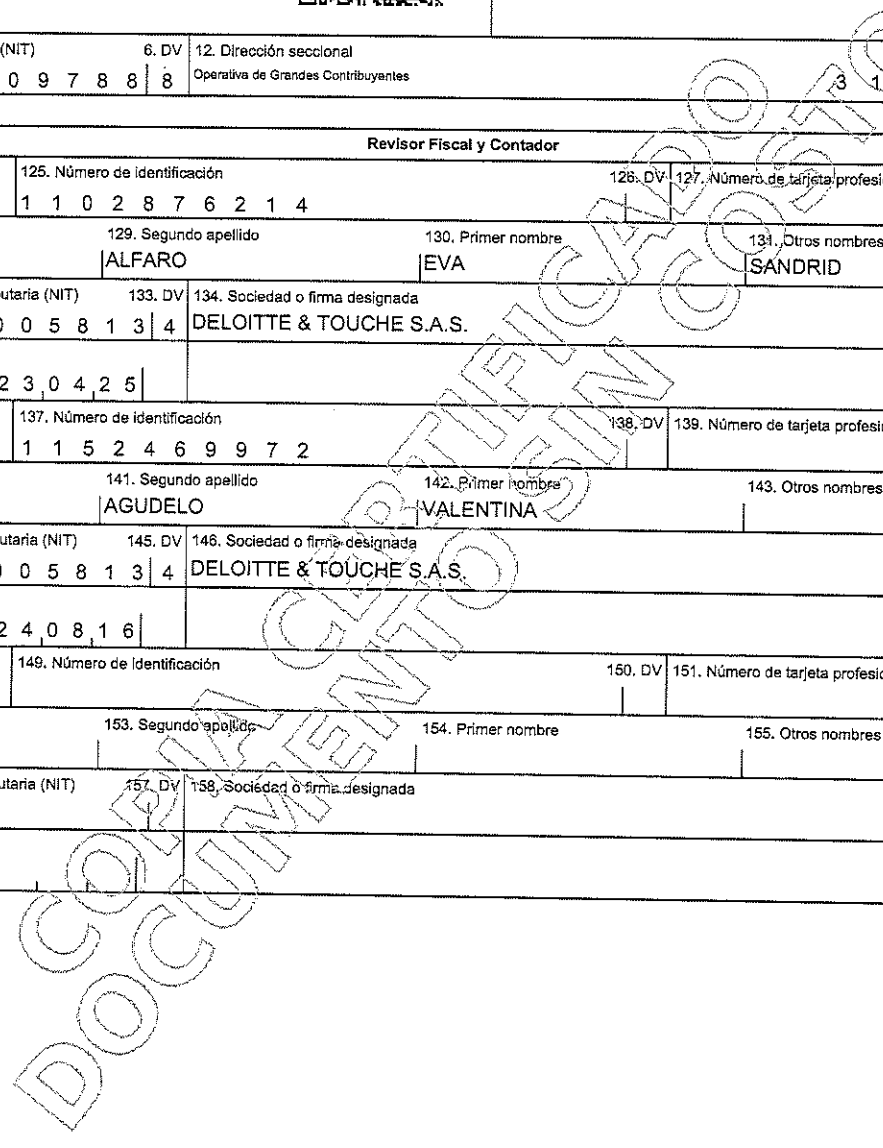 (NIT) 6. DV 12. Dirección seccional
0 9 7 8 8 8 Operativa de Grandes Contribuyentes 3 1
Revisor Fiscal y Contador
125. Número de identificación 126. DV 127. Número de tarjeta profesi
1 1 0 2 8 7 6 2 1 4
129. Segundo apellido 130. Primer nombre 131. Otros nombres
ALFARO EVA SANDRID
utaria (NIT) 133. DV 134. Sociedad o firma designada
0 0 5 8 1 3 4 DELOITTE & TOUCHE S.A.S.
2 3 0 4 2 5
137. Número de identificación 138. DV 139. Número de tarjeta profesi
1 1 5 2 4 6 9 9 7 2
141. Segundo apellido 142. Primer nombre 143. Otros nombres
AGUDELO VALENTINA
utaria (NIT) 145. DV 146. Sociedad o firma designada
0 0 5 8 1 3 4 DELOITTE & TOUCHE S.A.S.
2 4 0 8 1 6
149. Número de identificación 150. DV 151. Número de tarjeta profesi
153. Segundo apellido 154. Primer nombre 155. Otros nombres
utaria (NIT) 157. DV 158. Sociedad o firma designada
COPIA CERTIFICADO
DOCUMENTO SIN COSTO